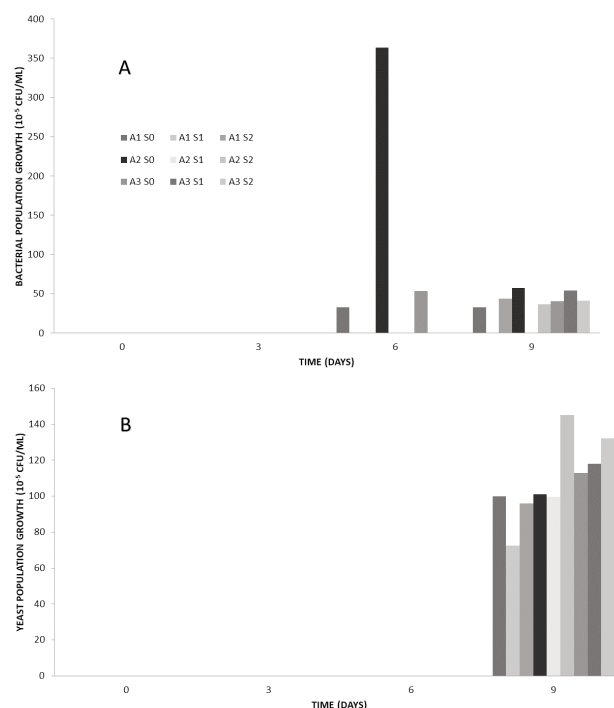 400
350
300
250
200
150
100
50
0
BACTERIAL POPULATION GROWTH (10⁻⁵ CFU/ML)
A
A1 S0 A1 S1 A1 S2
A2 S0 A2 S1 A2 S2
A3 S0 A3 S1 A3 S2
0 3 6 9
TIME (DAYS)
160
140
120
100
80
60
40
20
0
YEAST POPULATION GROWTH (10⁻⁵ CFU/ML)
B
0 3 6 9
TIME (DAYS)